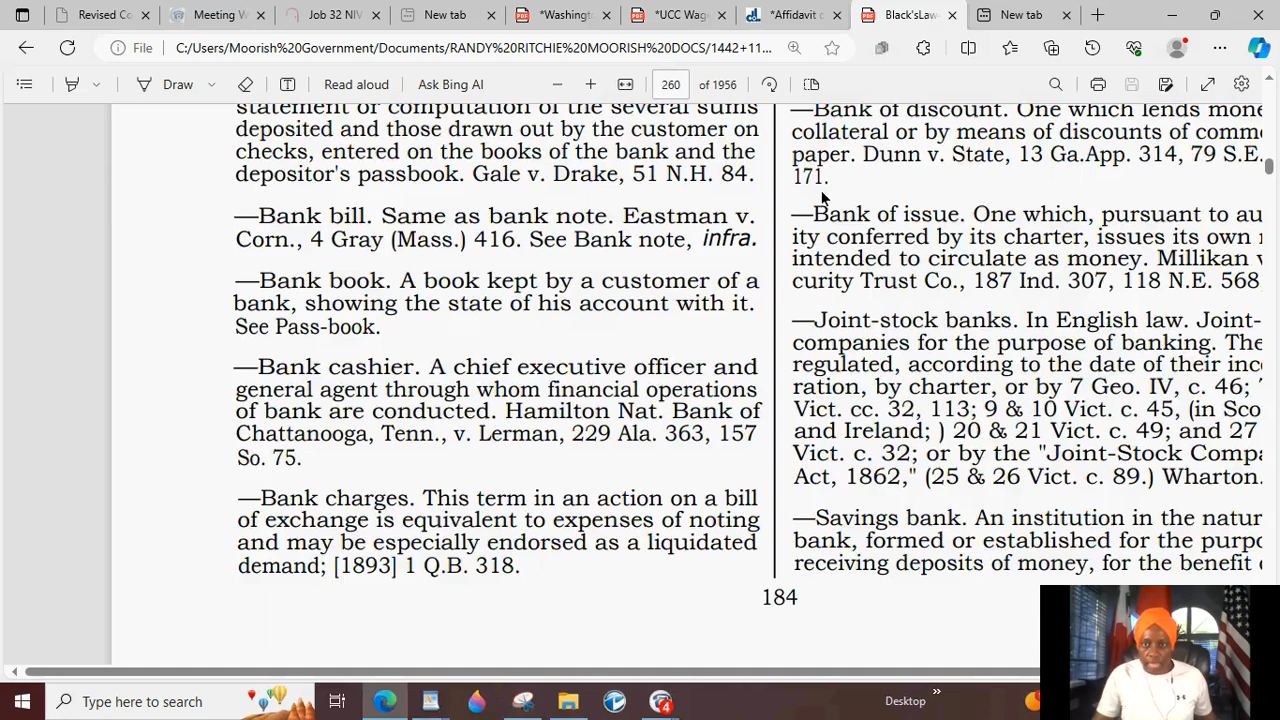 Revised Co
Meeting W
Job 32 NIV
New tab
*Washingto
*UCC Wag
*Affidavit o
Black'sLaw
New tab
File
C:/Users/Moorish%20Government/Documents/RANDY%20RITCHIE%20MOORISH%20DOCS/1442+11...
Draw
Read aloud
Ask Bing AI
260 of 1956
statement or computation of the several sums
deposited and those drawn out by the customer on
checks, entered on the books of the bank and the
depositor's passbook. Gale v. Drake, 51 N.H. 84.
—Bank bill. Same as bank note. Eastman v.
Corn., 4 Gray (Mass.) 416. See Bank note, infra.
—Bank book. A book kept by a customer of a
bank, showing the state of his account with it.
See Pass-book.
—Bank cashier. A chief executive officer and
general agent through whom financial operations
of bank are conducted. Hamilton Nat. Bank of
Chattanooga, Tenn., v. Lerman, 229 Ala. 363, 157
So. 75.
—Bank charges. This term in an action on a bill
of exchange is equivalent to expenses of noting
and may be especially endorsed as a liquidated
demand; [1893] 1 Q.B. 318.
—Bank of discount. One which lends mone
collateral or by means of discounts of comme
paper. Dunn v. State, 13 Ga.App. 314, 79 S.E.
171.
—Bank of issue. One which, pursuant to au
ity conferred by its charter, issues its own
intended to circulate as money. Millikan v
curity Trust Co., 187 Ind. 307, 118 N.E. 568
—Joint-stock banks. In English law. Joint-
companies for the purpose of banking. The
regulated, according to the date of their inc
ration, by charter, or by 7 Geo. IV, c. 46;
Vict. cc. 32, 113; 9 & 10 Vict. c. 45, (in Sco
and Ireland; ) 20 & 21 Vict. c. 49; and 27
Vict. c. 32; or by the "Joint-Stock Compa
Act, 1862," (25 & 26 Vict. c. 89.) Wharton.
—Savings bank. An institution in the natur
bank, formed or established for the purpo
receiving deposits of money, for the benefit
184
Type here to search
4
Desktop